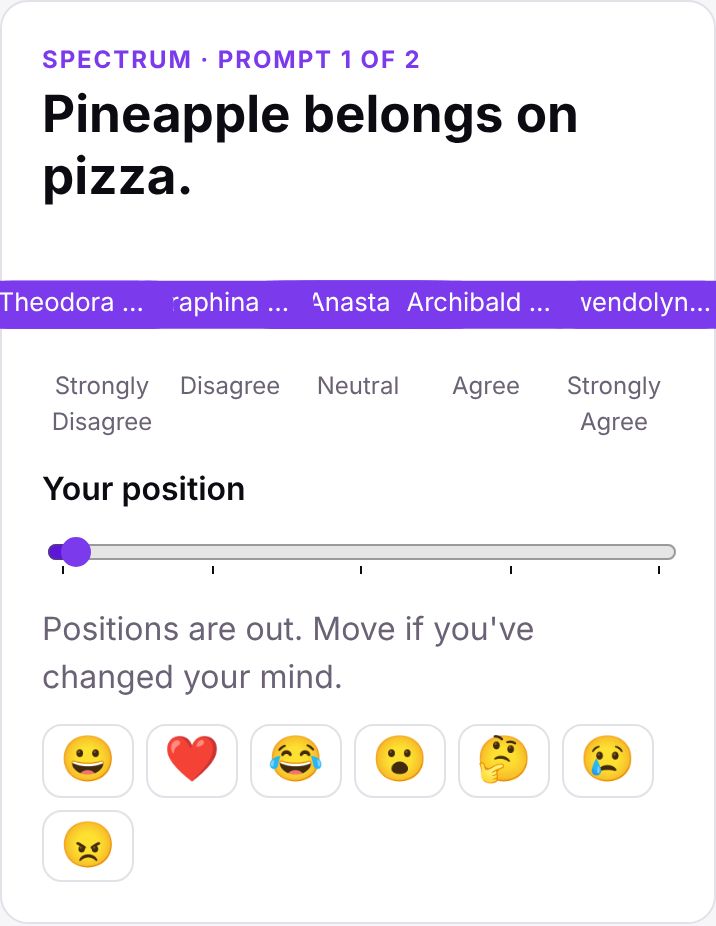 SPECTRUM · PROMPT 1 OF 2
Pineapple belongs on
pizza.
Theodora ... raphina ... Anasta Archibald ... vendolyn...
Strongly Disagree Neutral Agree Strongly
Disagree Agree
Your position
Positions are out. Move if you've
changed your mind.